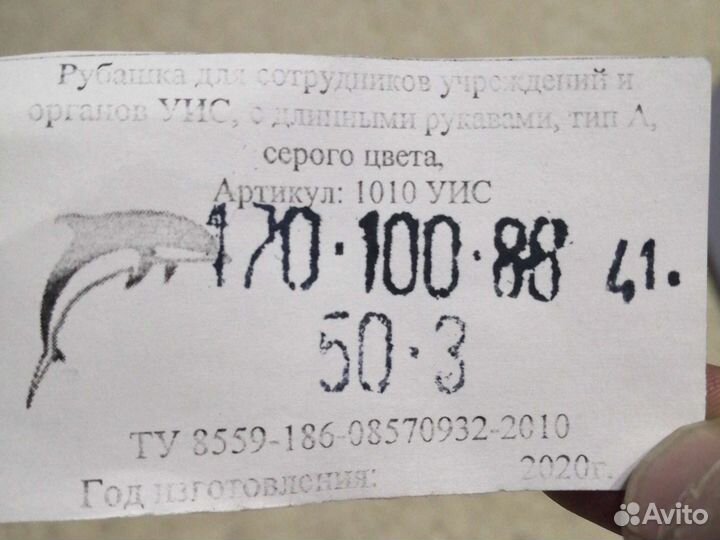 Рубашка для сотрудников учреждений и
органов УИС, с длинными рукавами, тип А,
серого цвета,
Артикул: 1010 УИС
170·100·88 41.
50·3
ТУ 8559-186-08570932-2010
Год изготовления: 2020г.
Avito